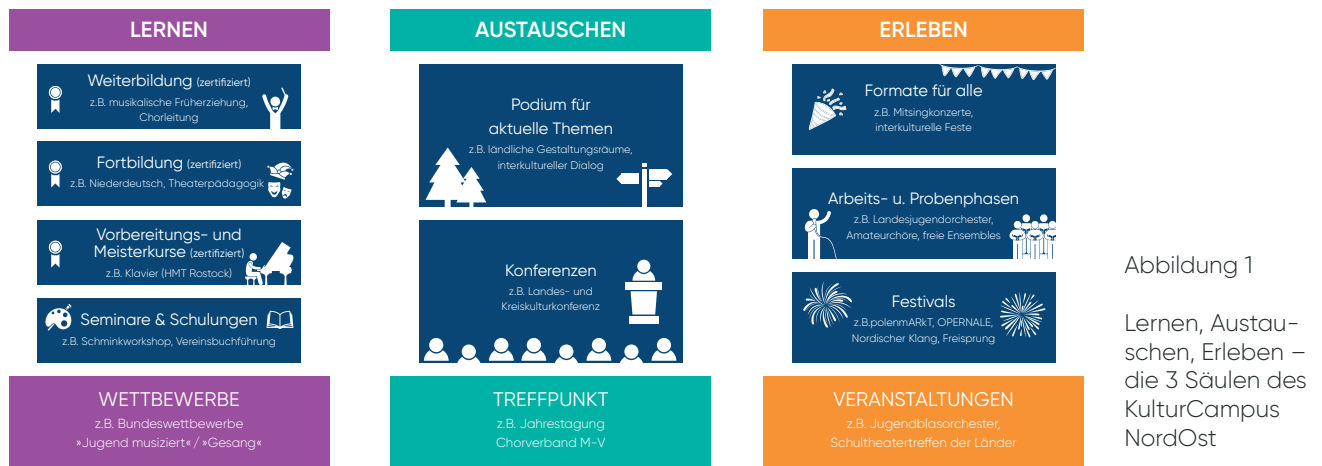 LERNEN
Weiterbildung (zertifiziert)
z.B. musikalische Früherziehung,
Chorleitung
Fortbildung (zertifiziert)
z.B. Niederdeutsch, Theaterpädagogik
Vorbereitungs- und
Meisterkurse (zertifiziert)
z.B. Klavier (HMT Rostock)
Seminare & Schulungen
z.B. Schminkworkshop, Vereinsbuchführung
WETTBEWERBE
z.B. Bundeswettbewerbe
»Jugend musiziert« / »Gesang«
AUSTAUSCHEN
Podium für
aktuelle Themen
z.B. ländliche Gestaltungsräume,
interkultureller Dialog
Konferenzen
z.B. Landes- und
Kreiskulturkonferenz
TREFFPUNKT
z.B. Jahrestagung
Chorverband M-V
ERLEBEN
Formate für alle
z.B. Mitsingkonzerte,
interkulturelle Feste
Arbeits- u. Probenphasen
z.B. Landesjugendorchester,
Amateurchöre, freie Ensembles
Festivals
z.B.polenmARkT, OPERNALE,
Nordischer Klang, Freisprung
VERANSTALTUNGEN
z.B. Jugendblasorchester,
Schultheatertreffen der Länder
Abbildung 1
Lernen, Austau-
schen, Erleben –
die 3 Säulen des
KulturCampus
NordOst